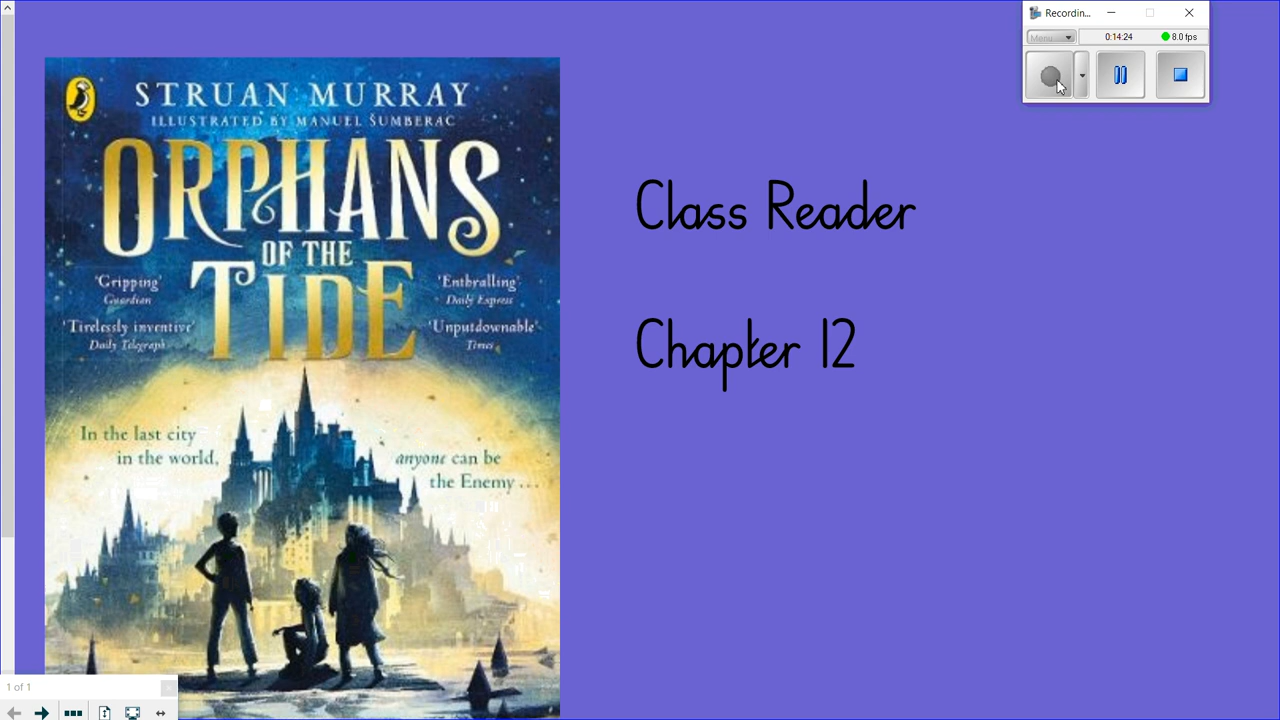 STRUAN MURRAY
ILLUSTRATED BY MANUEL ŠUMBERAC
ORPHANS
OF THE
TIDE
'Gripping'
Guardian
'Enthralling'
Daily Express
'Tirelessly inventive'
Daily Telegraph
'Unputdownable'
Times
In the last city
in the world,
anyone can be
the Enemy ...
Class Reader
Chapter 12
Recordin...
Menu
0:14:24
8.0 fps
1 of 1